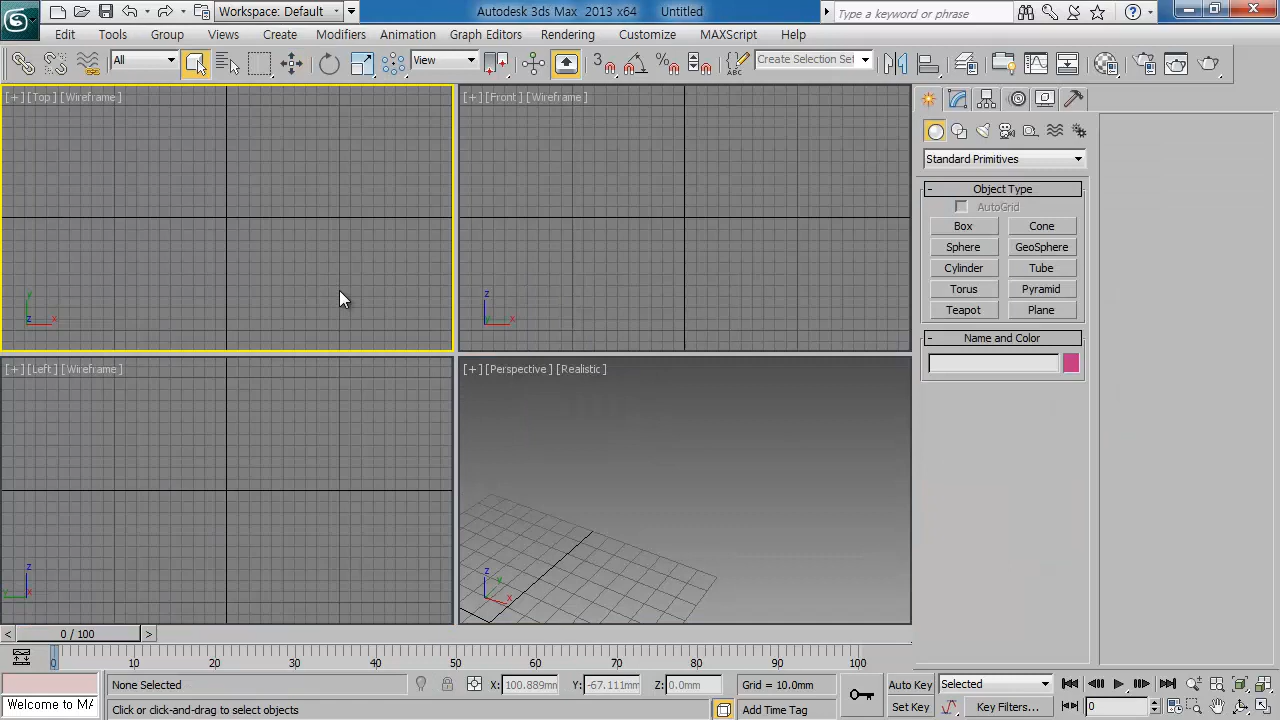 Workspace: Default
Autodesk 3ds Max 2013 x64 Untitled
Type a keyword or phrase
Edit Tools Group Views Create Modifiers Animation Graph Editors Rendering Customize MAXScript Help
All
View
3
Create Selection Set
[+] [Top] [Wireframe]
[+] [Front] [Wireframe]
Standard Primitives
- Object Type
AutoGrid
Box Cone
Sphere GeoSphere
Cylinder Tube
Torus Pyramid
Teapot Plane
- Name and Color
y
z x
z
y x
[+] [Left] [Wireframe]
[+] [Perspective] [Realistic]
z
y x
z
y
x
< 0 / 100 >
0 10 20 30 40 50 60 70 80 90 100
None Selected
X: 100.889mm Y: -67.111mm Z: 0.0mm
Grid = 10.0mm
Auto Key Selected
Welcome to MA
Click or click-and-drag to select objects
Add Time Tag
Set Key
Key Filters...
0